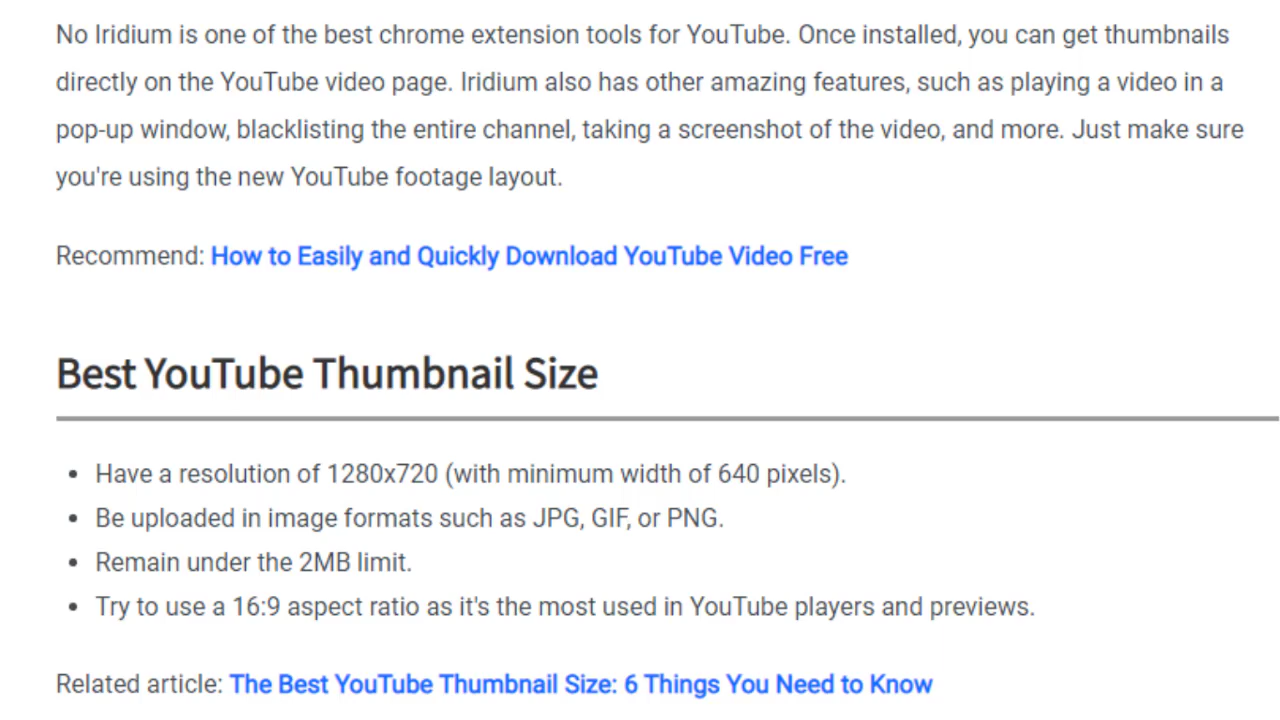 No Iridium is one of the best chrome extension tools for YouTube. Once installed, you can get thumbnails
directly on the YouTube video page. Iridium also has other amazing features, such as playing a video in a
pop-up window, blacklisting the entire channel, taking a screenshot of the video, and more. Just make sure
you're using the new YouTube footage layout.
Recommend: How to Easily and Quickly Download YouTube Video Free
Best YouTube Thumbnail Size
• Have a resolution of 1280x720 (with minimum width of 640 pixels).
• Be uploaded in image formats such as JPG, GIF, or PNG.
• Remain under the 2MB limit.
• Try to use a 16:9 aspect ratio as it's the most used in YouTube players and previews.
Related article: The Best YouTube Thumbnail Size: 6 Things You Need to Know